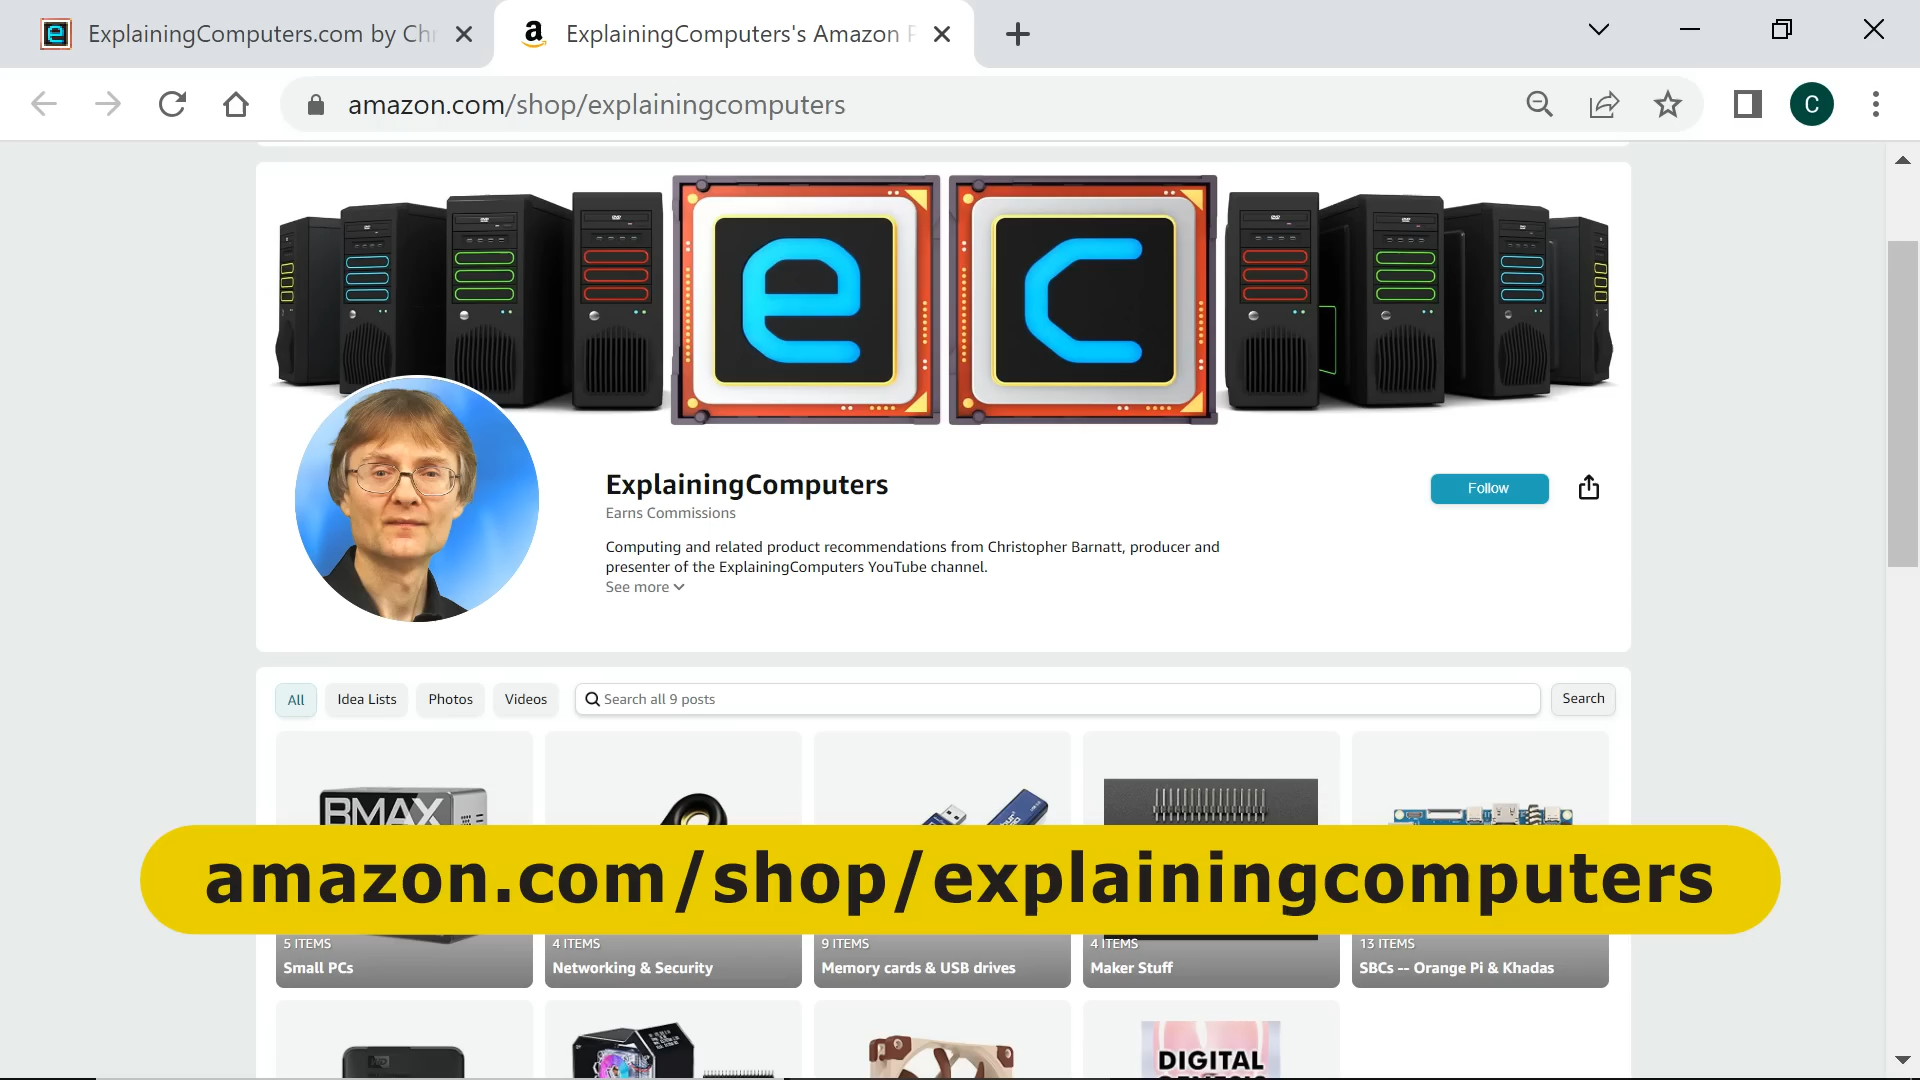 ExplainingComputers.com by Ch
ExplainingComputers's Amazon
amazon.com/shop/explainingcomputers
C
e c
ExplainingComputers
Earns Commissions
Follow
Computing and related product recommendations from Christopher Barnatt, producer and
presenter of the ExplainingComputers YouTube channel.
See more
All
Idea Lists
Photos
Videos
Search all 9 posts
Search
BMAX
amazon.com/shop/explainingcomputers
5 ITEMS
Small PCs
4 ITEMS
Networking & Security
9 ITEMS
Memory cards & USB drives
4 ITEMS
Maker Stuff
13 ITEMS
SBCs -- Orange Pi & Khadas
DIGITAL